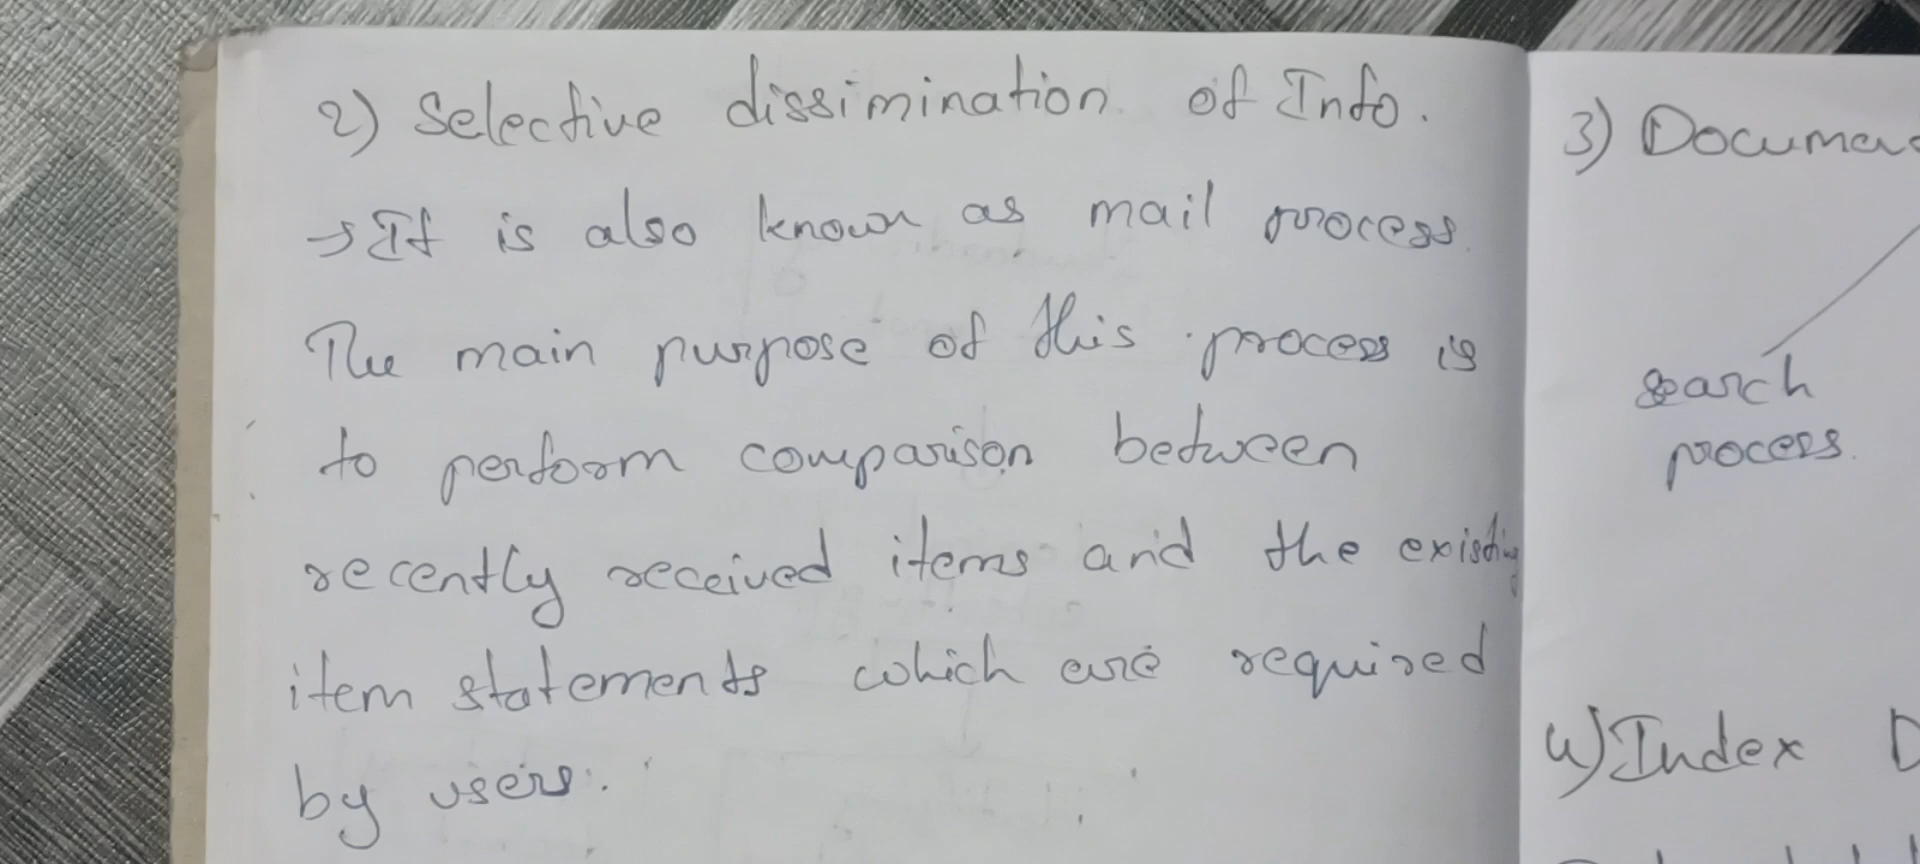 2) Selective dissimination of Info.
→ It is also known as mail process.
The main purpose of this process is
to perform comparison between
recently received items and the existing
item statements which are required
by users.
3) Documen
search
process.
4) Index D